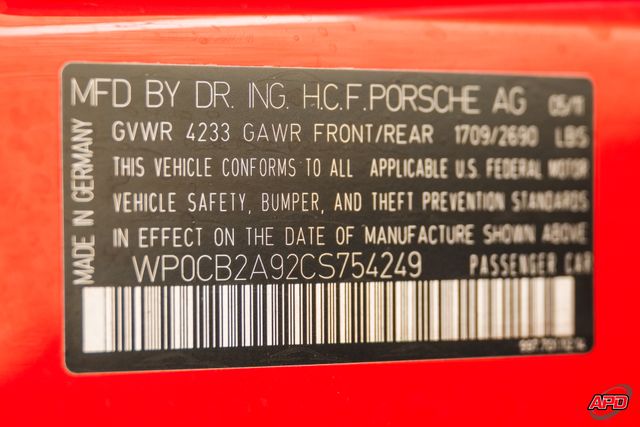 MFD BY DR. ING. H.C.F. PORSCHE AG 05/11
GVWR 4233 GAWR FRONT/REAR 1709/2690 LBS
THIS VEHICLE CONFORMS TO ALL APPLICABLE U.S. FEDERAL MOTOR
VEHICLE SAFETY, BUMPER, AND THEFT PREVENTION STANDARDS
IN EFFECT ON THE DATE OF MANUFACTURE SHOWN ABOVE
WP0CB2A92CS754249 PASSENGER CAR
MADE IN GERMANY
APD